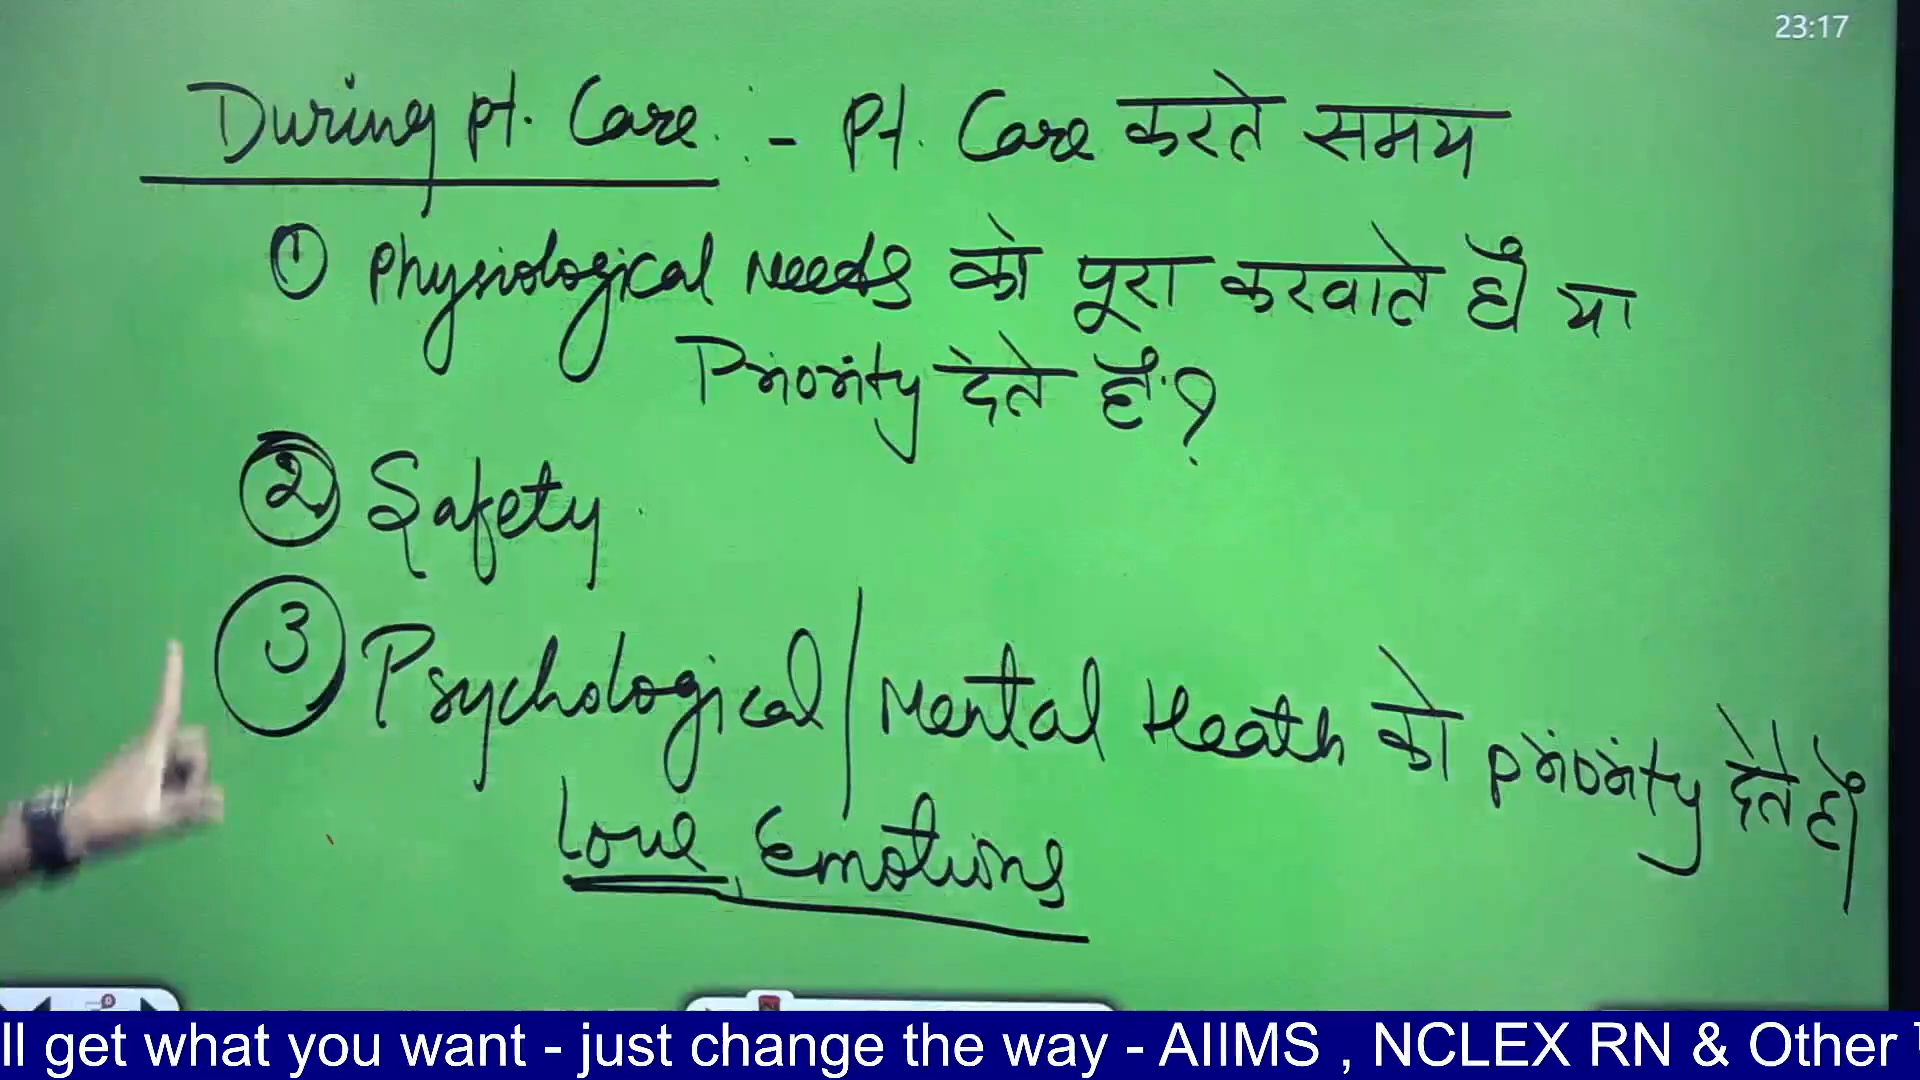 23:17
During pt. Care :- Pt. Care करते समय
① Physiological Needs को पूरा करवाते है या
Priority देते है?
② Safety
③ Psychological/Mental Heath को priority देते है।
Love, Emotions
ll get what you want - just change the way - AIIMS , NCLEX RN & Other